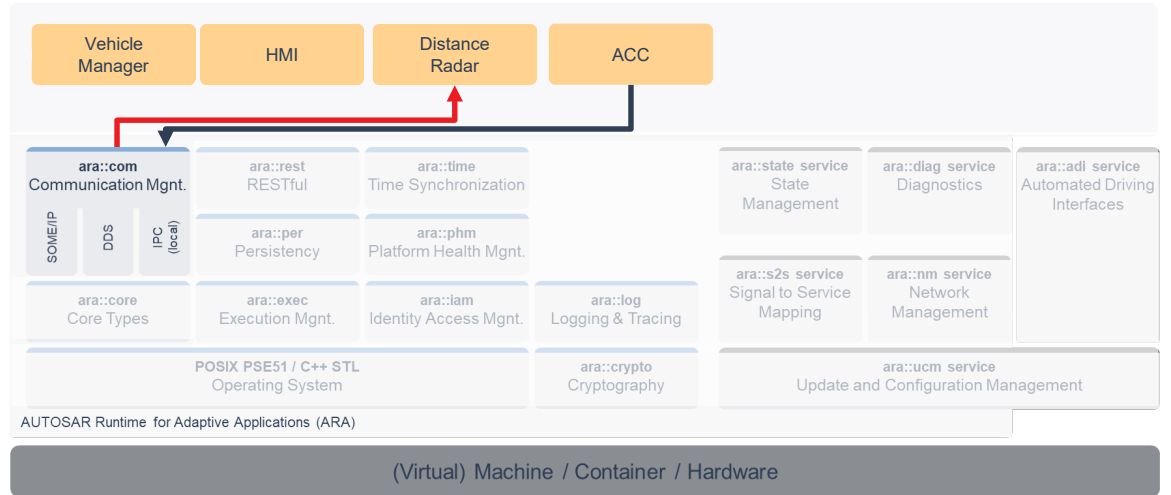 Vehicle
Manager
HMI
Distance
Radar
ACC
ara::com
Communication Mgnt.
SOME/IP
DDS
IPC
(local)
ara::rest
RESTful
ara::time
Time Synchronization
ara::per
Persistency
ara::phm
Platform Health Mgnt.
ara::core
Core Types
ara::exec
Execution Mgnt.
ara::iam
Identity Access Mgnt.
ara::log
Logging & Tracing
ara::state service
State
Management
ara::diag service
Diagnostics
ara::adi service
Automated Driving
Interfaces
ara::s2s service
Signal to Service
Mapping
ara::nm service
Network
Management
POSIX PSE51 / C++ STL
Operating System
ara::crypto
Cryptography
ara::ucm service
Update and Configuration Management
AUTOSAR Runtime for Adaptive Applications (ARA)
(Virtual) Machine / Container / Hardware